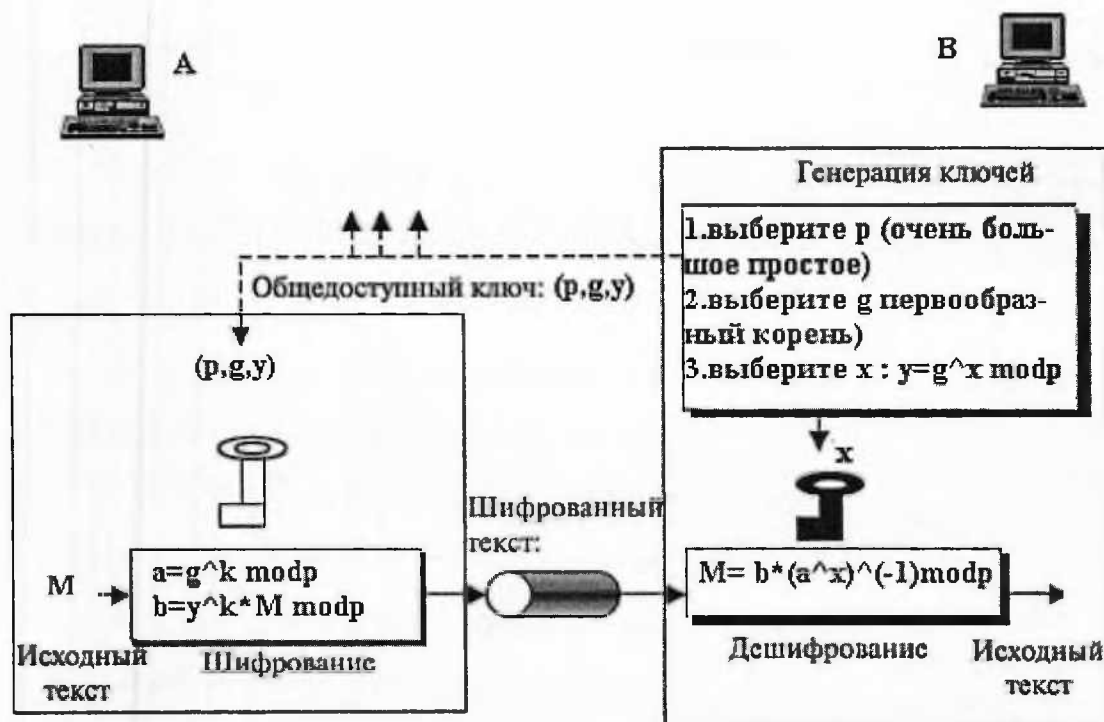 A
B
Генерация ключей
1.выберите p (очень боль-
шое простое)
2.выберите g первообраз-
ный корень)
3.выберите x : y=g^x modp
Общедоступный ключ: (p,g,y)
(p,g,y)
x
Шифрованный
текст:
M
a=g^k modp
b=y^k*M modp
M= b*(a^x)^(-1)modp
Исходный
текст
Шифрование
Дешифрование
Исходный
текст